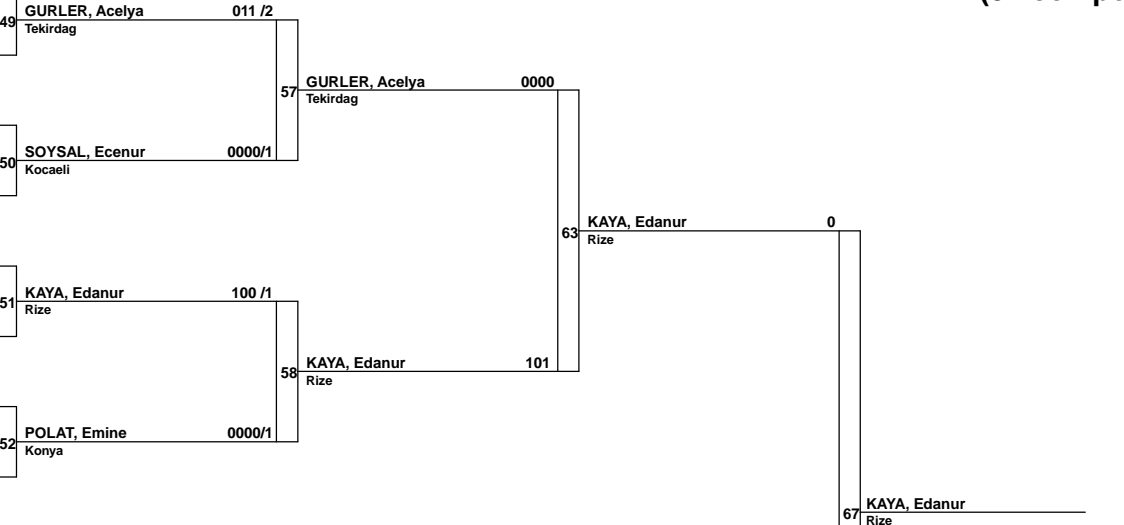 49
GURLER, Acelya 011 /2
Tekirdag
57
GURLER, Acelya 0000
Tekirdag
50
SOYSAL, Ecenur 0000/1
Kocaeli
63
KAYA, Edanur 0
Rize
51
KAYA, Edanur 100 /1
Rize
58
KAYA, Edanur 101
Rize
52
POLAT, Emine 0000/1
Konya
67
KAYA, Edanur
Rize